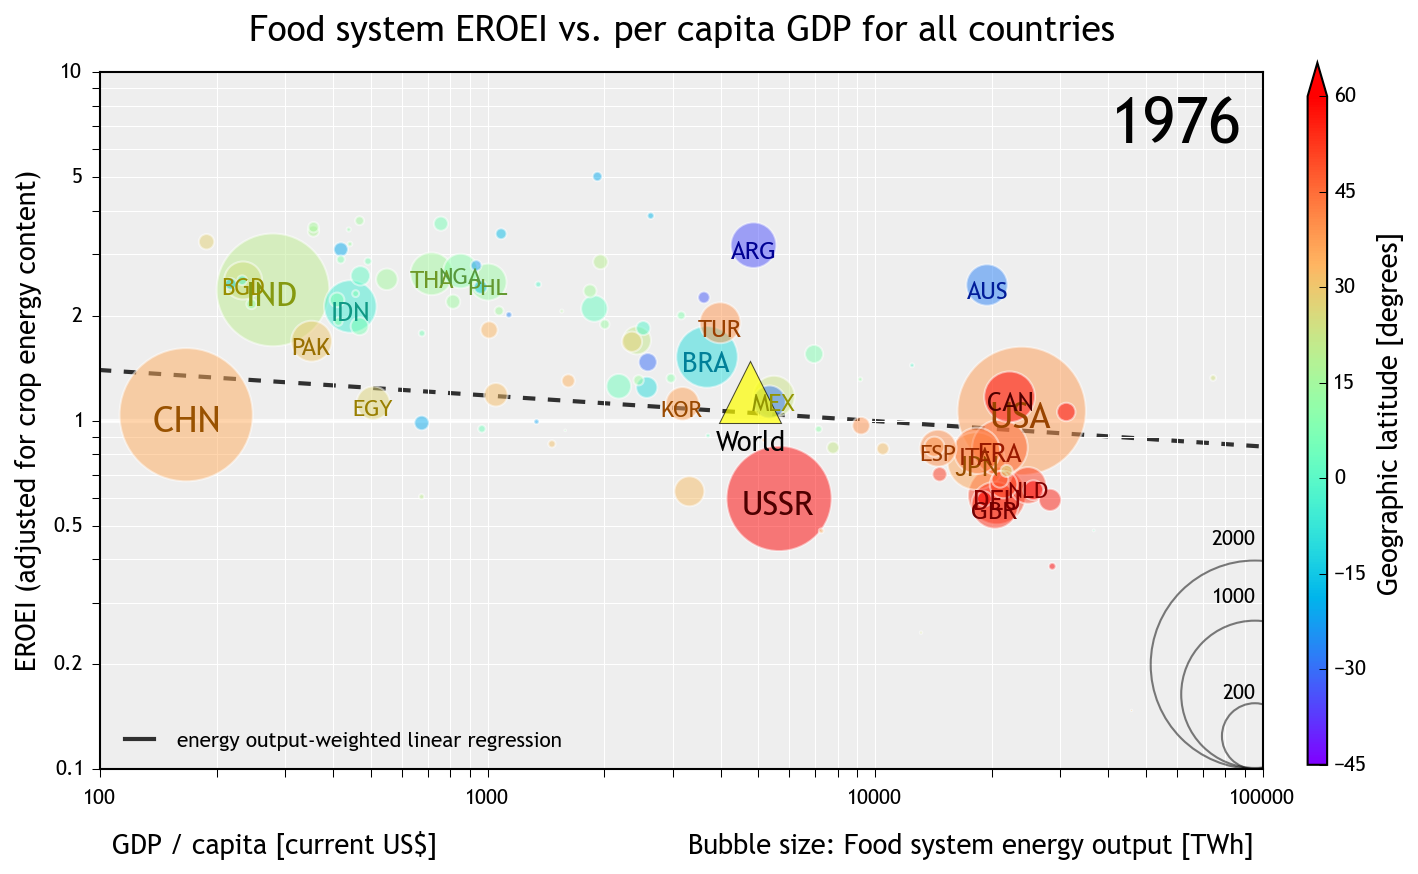 Food system EROEI vs. per capita GDP for all countries
1976
EROEI (adjusted for crop energy content)
10
5
2
1
0.5
0.2
0.1
100
1000
10000
100000
GDP / capita [current US$]
Bubble size: Food system energy output [TWh]
ARG
AUS
BGD
IND
THA
NGA
PHL
IDN
PAK
TUR
BRA
CHN
EGY
KOR
MEX
World
CAN
USA
ESP
ITA
FRA
JPN
USSR
DEU
NLD
GBR
2000
1000
200
energy output-weighted linear regression
60
45
30
15
0
−15
−30
−45
Geographic latitude [degrees]